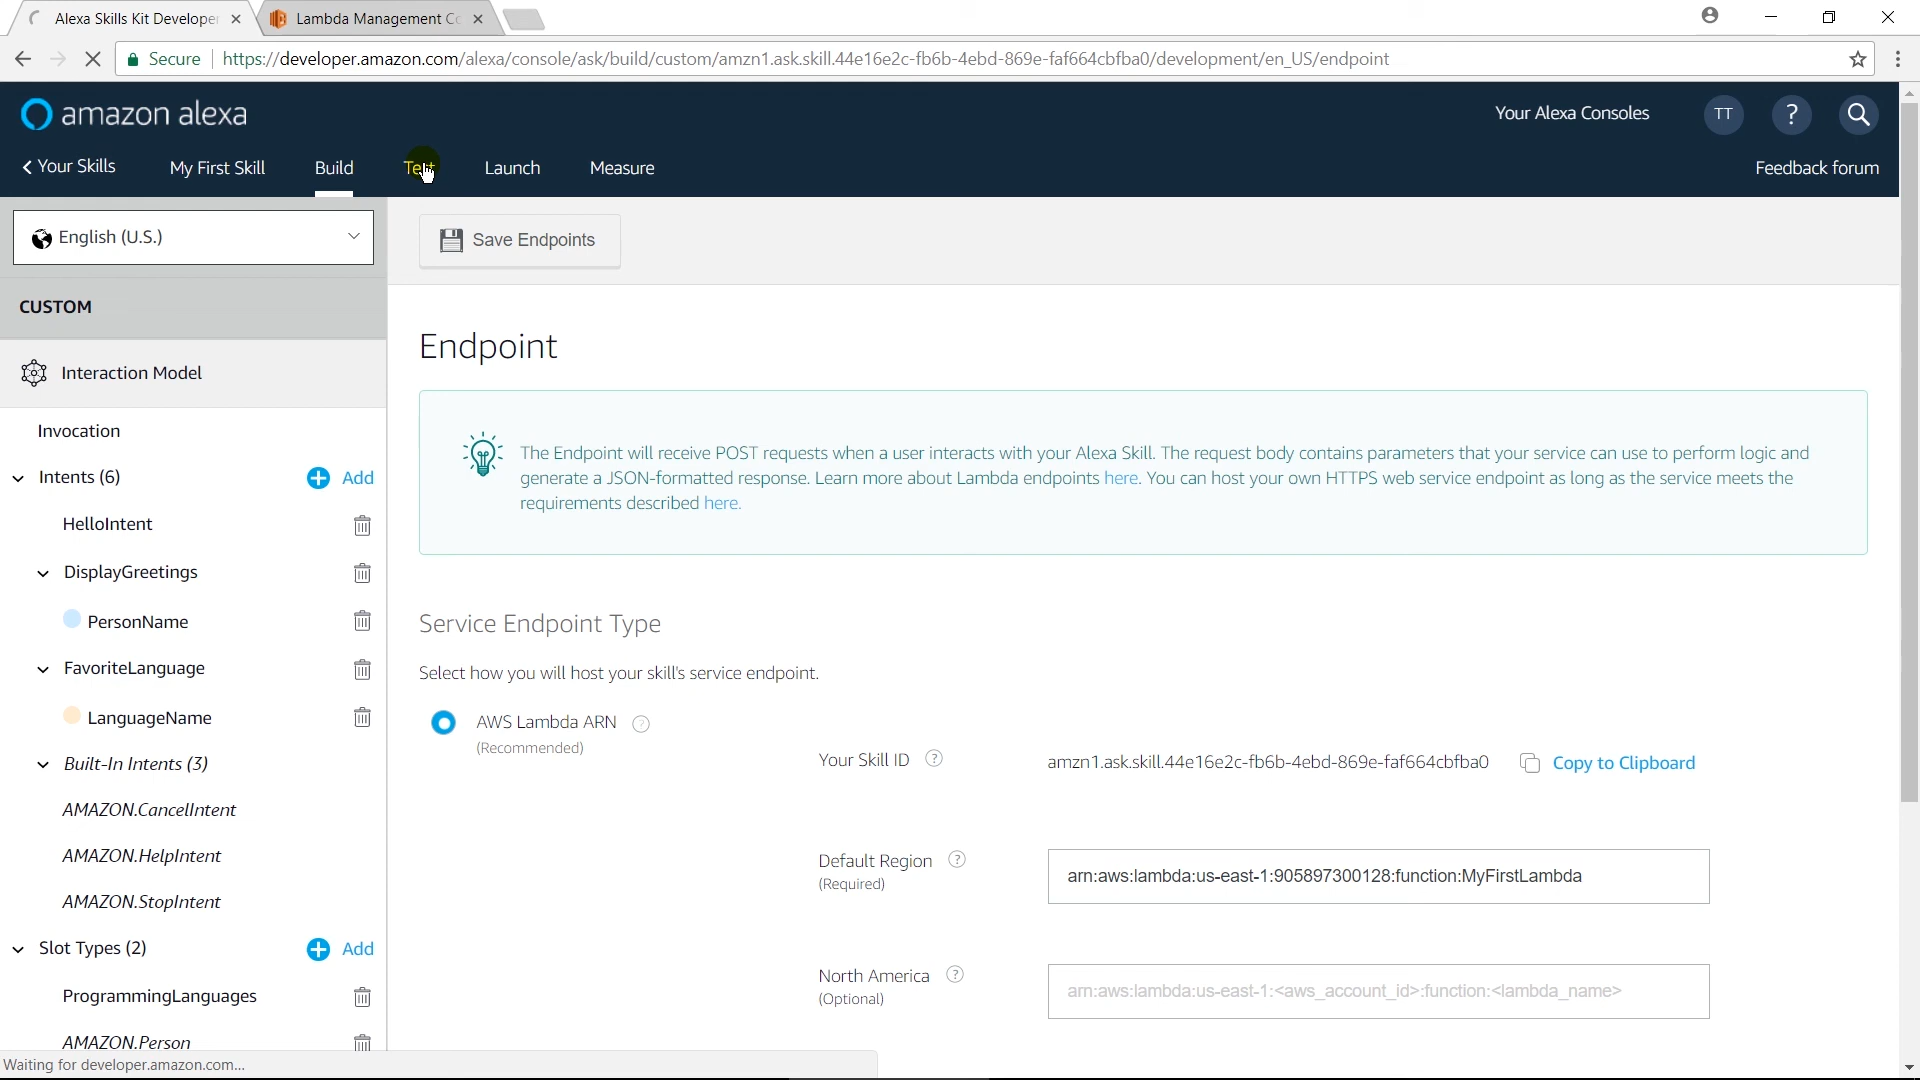 Alexa Skills Kit Develope
Lambda Management Co
Secure
https://developer.amazon.com/alexa/console/ask/build/custom/amzn1.ask.skill.44e16e2c-fb6b-4ebd-869e-faf664cbfba0/development/en_US/endpoint
amazon alexa
Your Alexa Consoles
TT
?
Your Skills
My First Skill
Build
Test
Launch
Measure
Feedback forum
English (U.S.)
Save Endpoints
CUSTOM
Interaction Model
Invocation
Intents (6)
Add
HelloIntent
DisplayGreetings
PersonName
FavoriteLanguage
LanguageName
Built-In Intents (3)
AMAZON.CancelIntent
AMAZON.HelpIntent
AMAZON.StopIntent
Slot Types (2)
Add
ProgrammingLanguages
AMAZON.Person
Endpoint
The Endpoint will receive POST requests when a user interacts with your Alexa Skill. The request body contains parameters that your service can use to perform logic and
generate a JSON-formatted response. Learn more about Lambda endpoints here. You can host your own HTTPS web service endpoint as long as the service meets the
requirements described here.
Service Endpoint Type
Select how you will host your skill's service endpoint.
AWS Lambda ARN ?
(Recommended)
Your Skill ID ?
amzn1.ask.skill.44e16e2c-fb6b-4ebd-869e-faf664cbfba0
Copy to Clipboard
Default Region ?
(Required)
arn:aws:lambda:us-east-1:905897300128:function:MyFirstLambda
North America ?
(Optional)
arn:aws:lambda:us-east-1:<aws_account_id>:function:<lambda_name>
Waiting for developer.amazon.com...